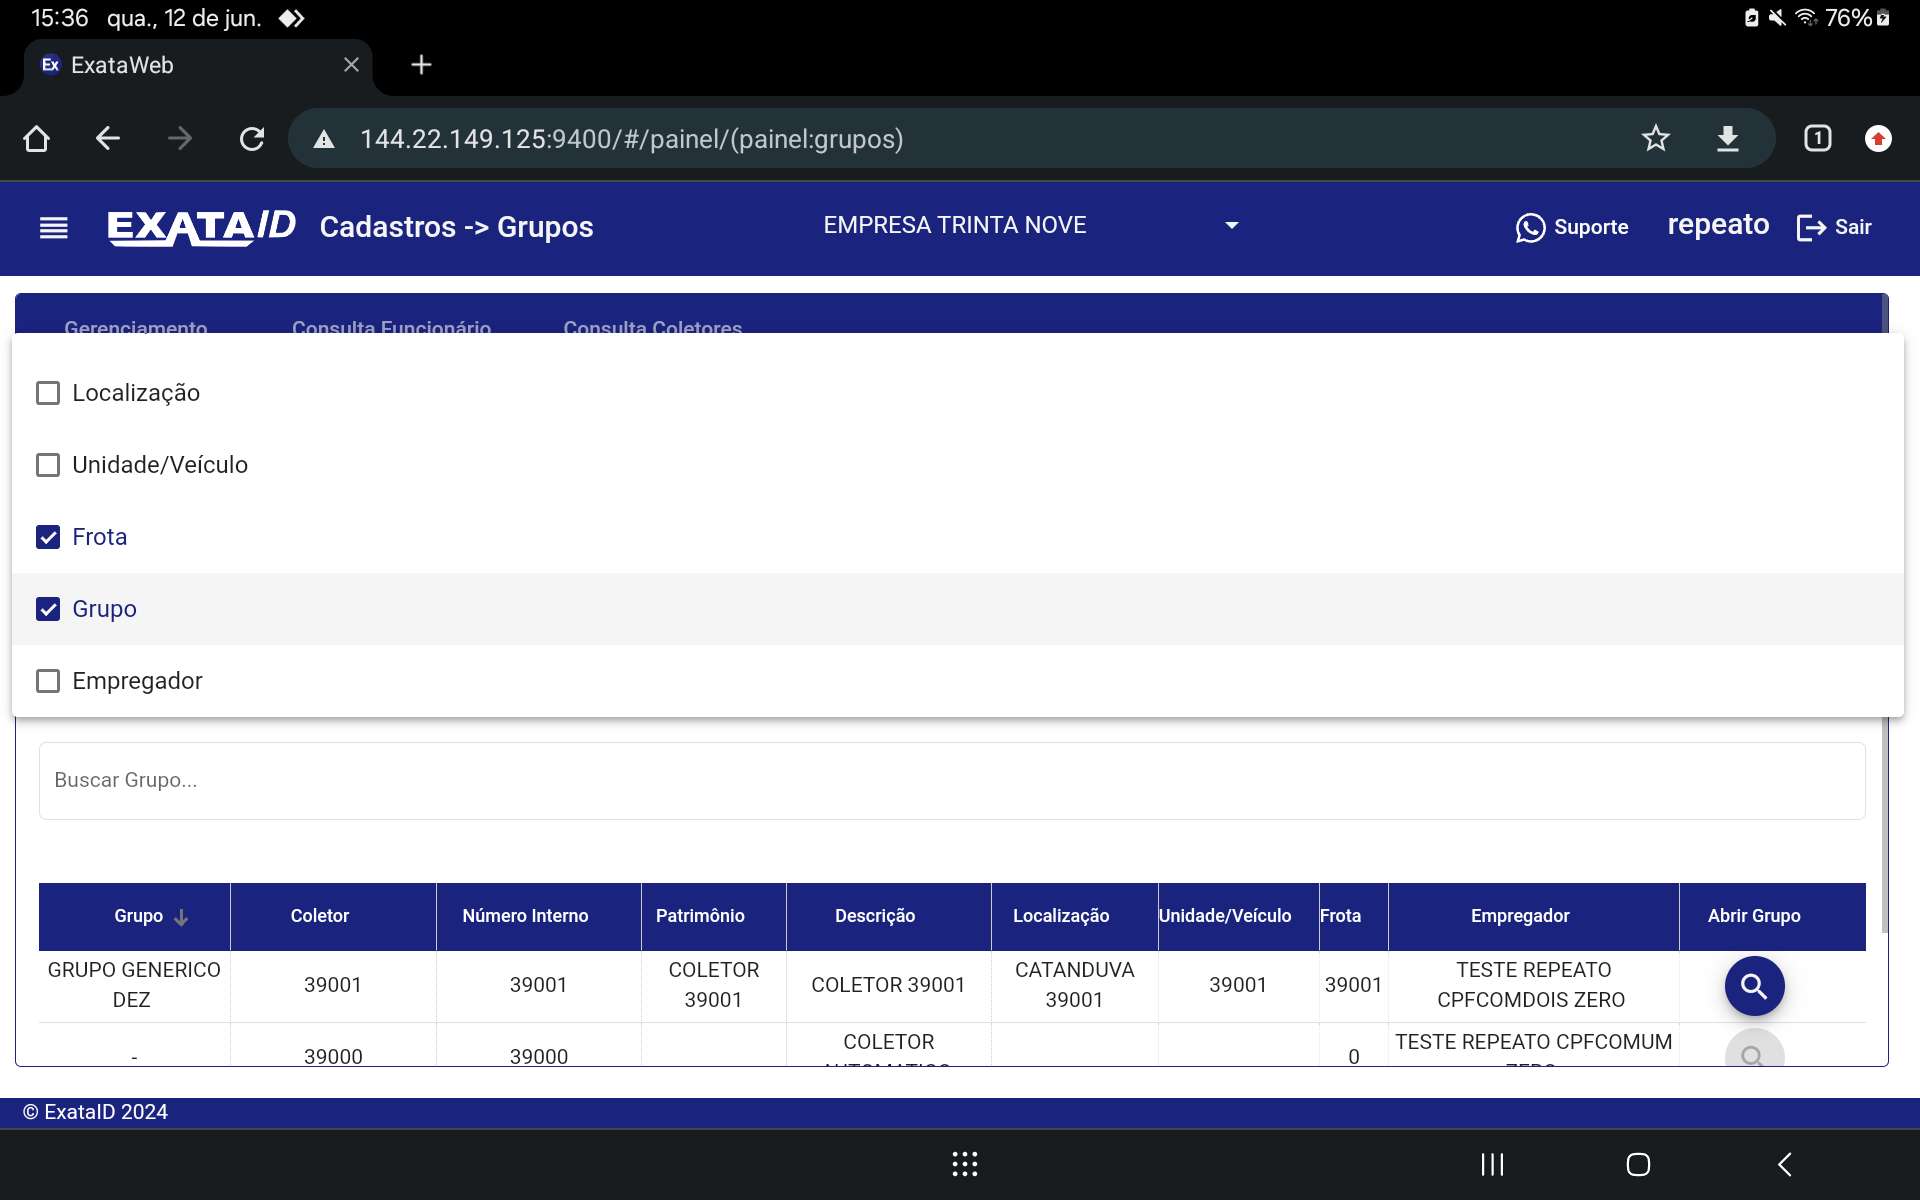 15:36 qua., 12 de jun. 76%
Ex ExataWeb
144.22.149.125:9400/#/painel/(painel:grupos) 1
EXATAID Cadastros -> Grupos EMPRESA TRINTA NOVE Suporte repeato Sair
Gerenciamento Consulta Funcionário Consulta Coletores
Localização
Unidade/Veículo
Frota
Grupo
Empregador
Buscar Grupo...
Grupo Coletor Número Interno Patrimônio Descrição Localização Unidade/Veículo Frota Empregador Abrir Grupo
GRUPO GENERICO DEZ 39001 39001 COLETOR 39001 COLETOR 39001 CATANDUVA 39001 39001 39001 TESTE REPEATO CPFCOMDOIS ZERO
- 39000 39000 COLETOR AUTOMATICO 0 TESTE REPEATO CPFCOMUM ZERO
© ExataID 2024